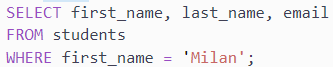 SELECT first_name, last_name, email
FROM students
WHERE first_name = 'Milan';